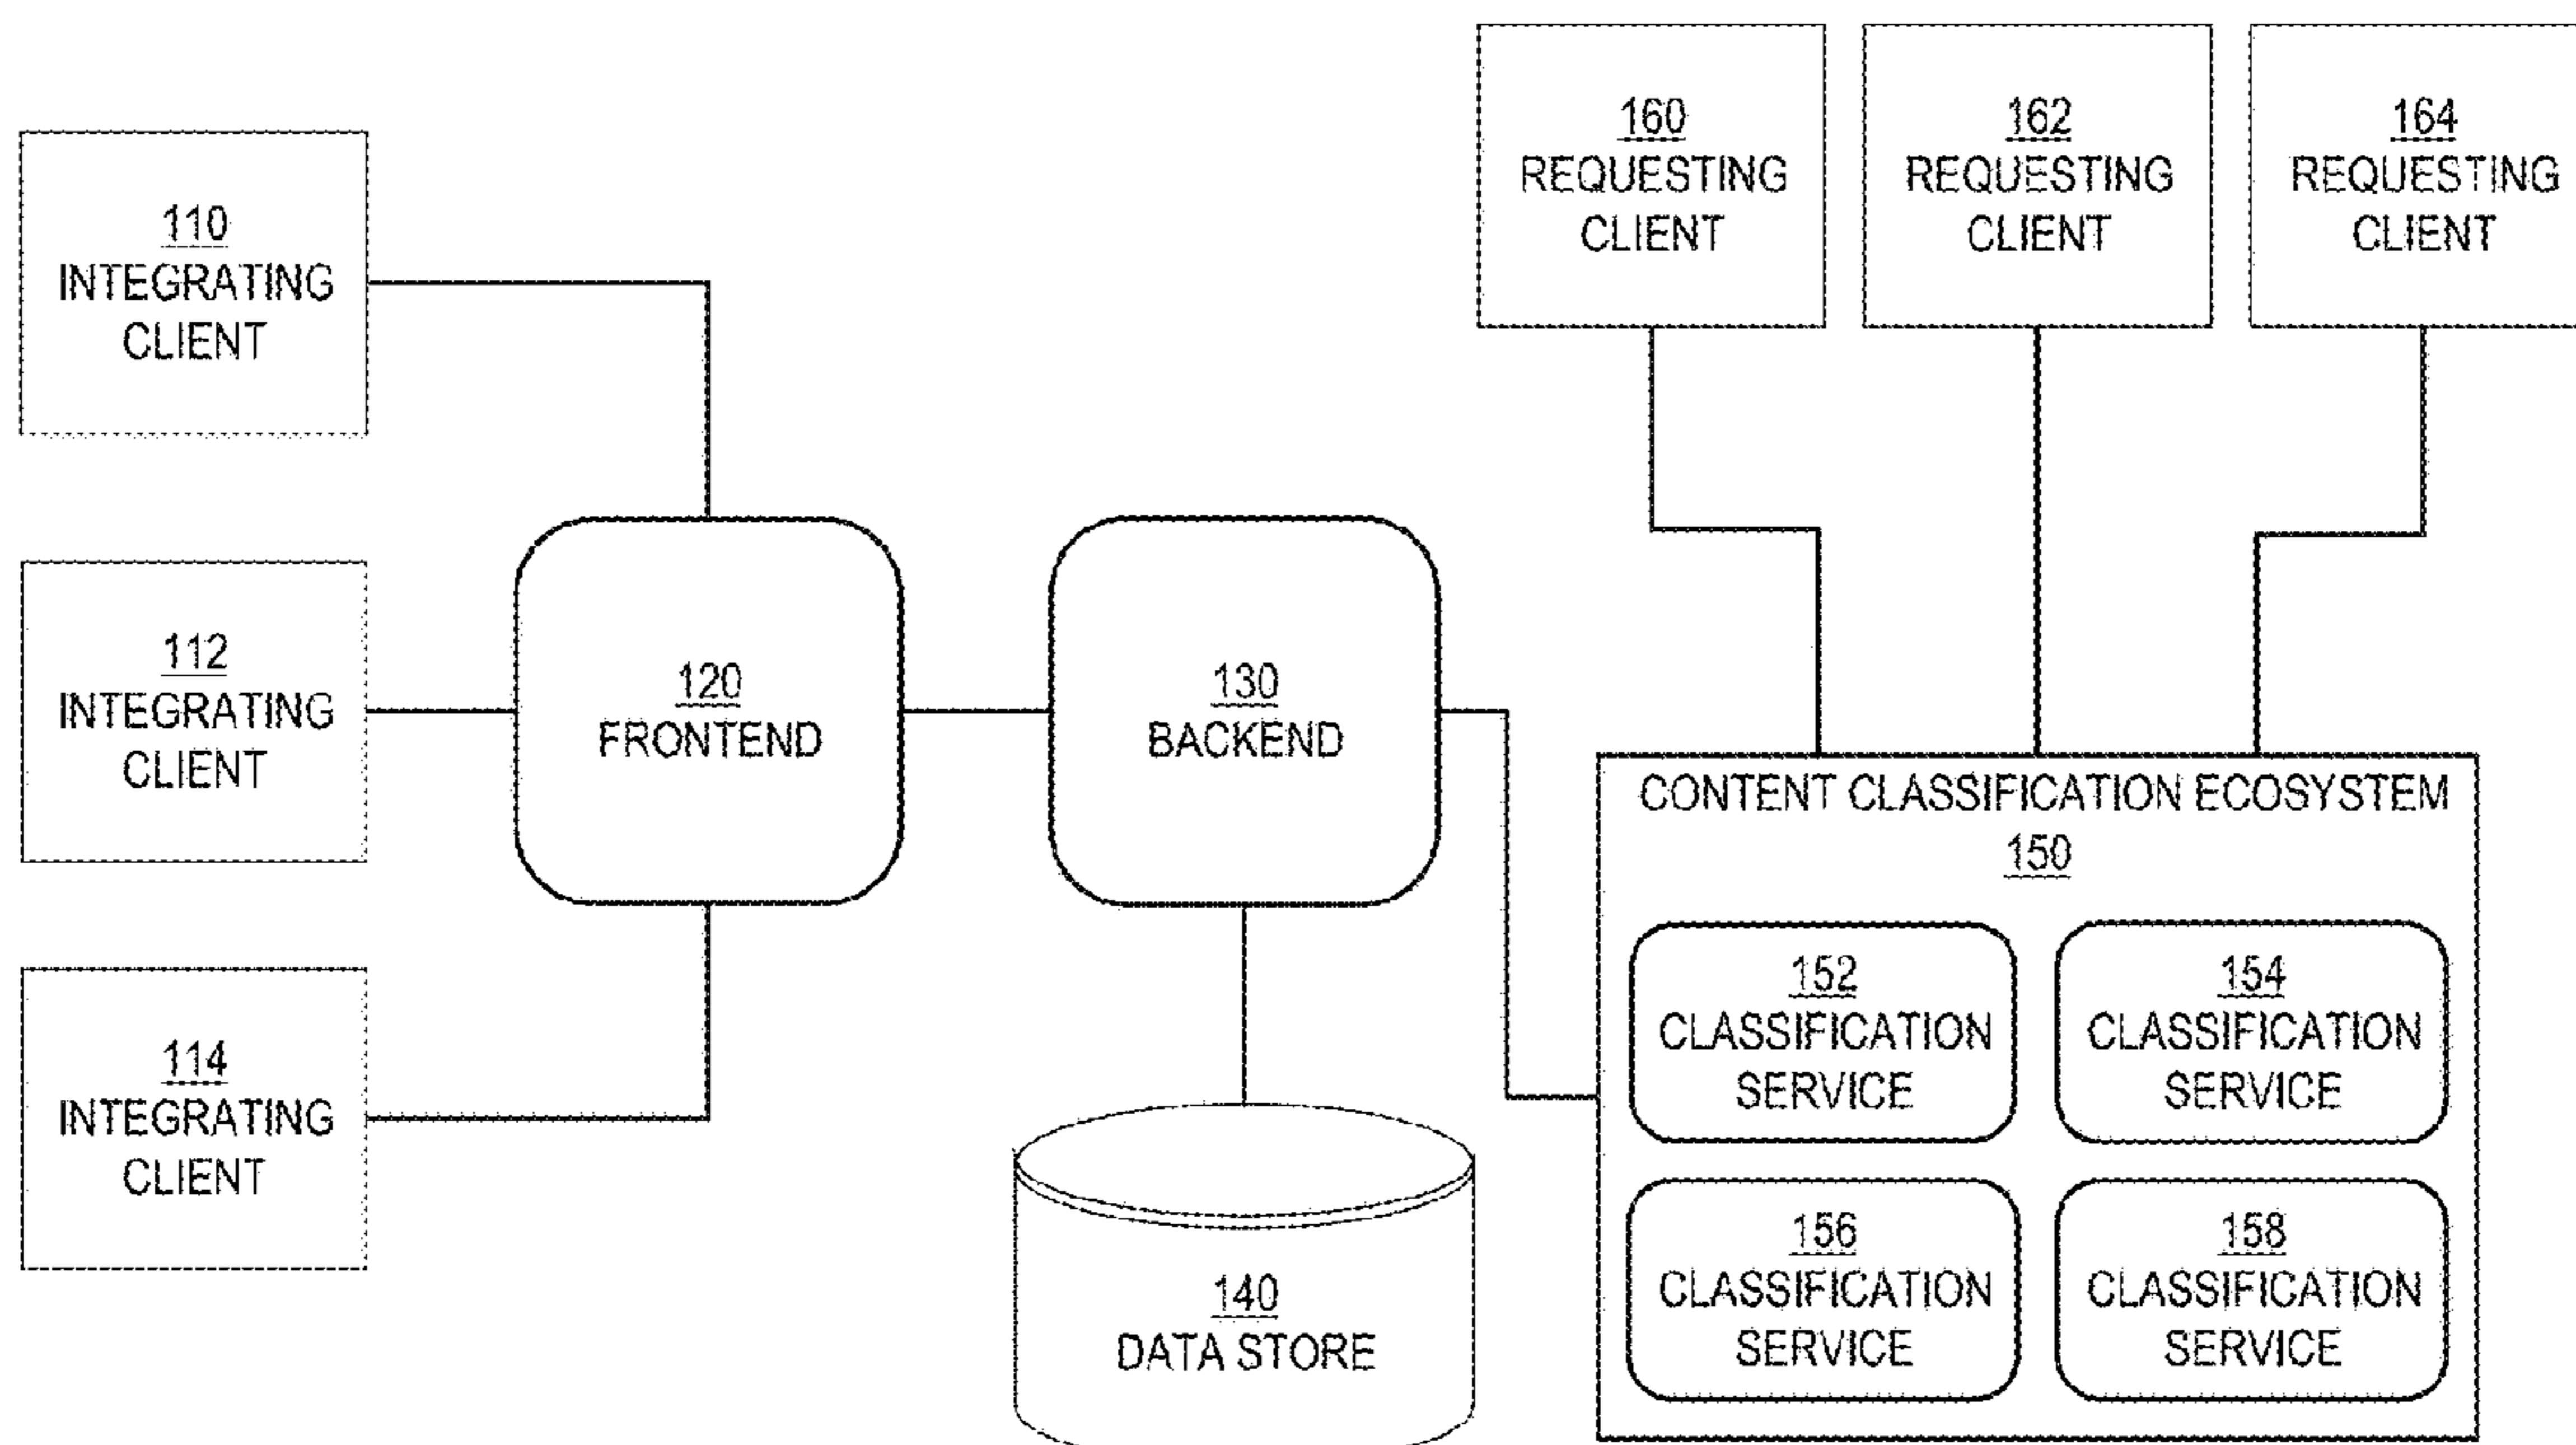 160
REQUESTING
CLIENT
162
REQUESTING
CLIENT
164
REQUESTING
CLIENT
110
INTEGRATING
CLIENT
112
INTEGRATING
CLIENT
120
FRONTEND
130
BACKEND
CONTENT CLASSIFICATION ECOSYSTEM
150
152
CLASSIFICATION
SERVICE
154
CLASSIFICATION
SERVICE
114
INTEGRATING
CLIENT
140
DATA STORE
156
CLASSIFICATION
SERVICE
158
CLASSIFICATION
SERVICE